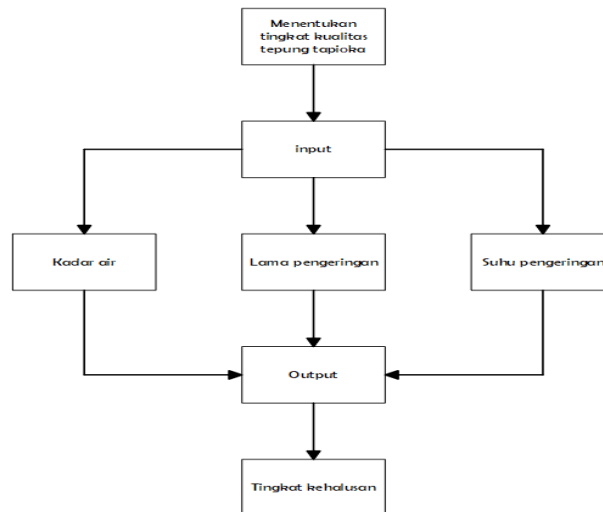 Menentukan
tingkat kualitas
tepung tapioka
input
Kadar air
Lama pengeringan
Suhu pengeringan
Output
Tingkat kehalusan